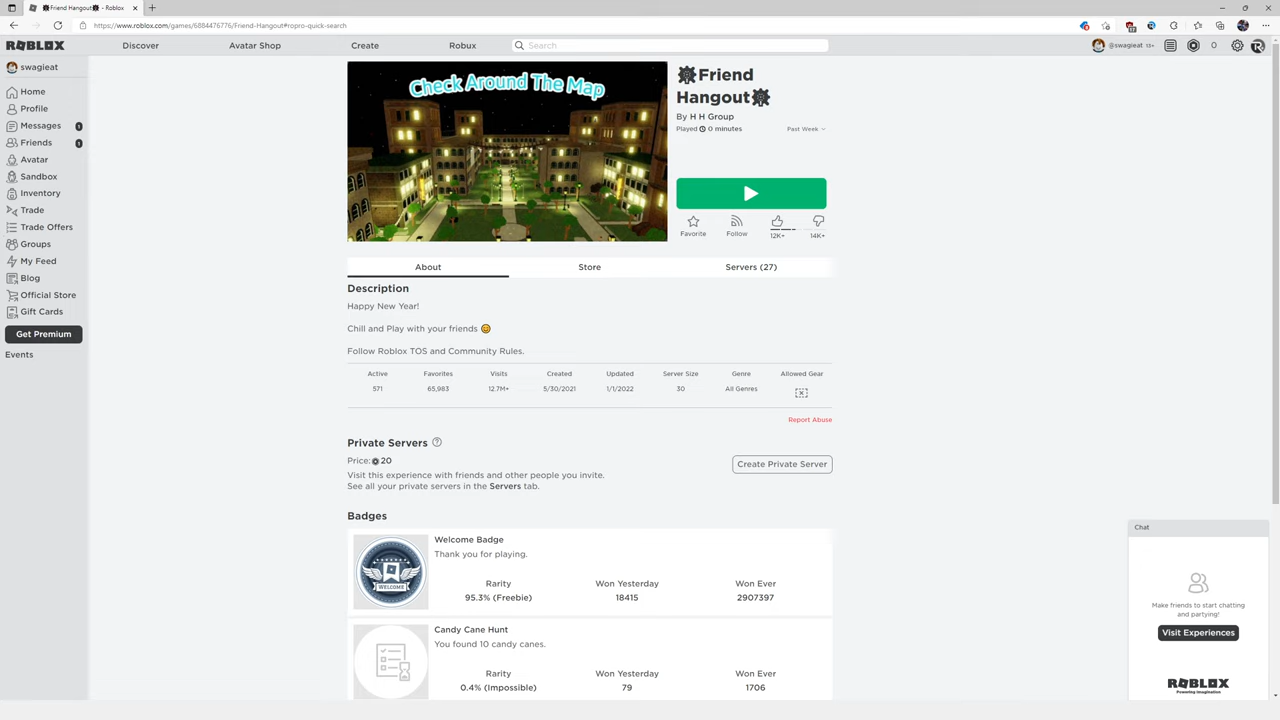 Friend Hangout - Roblox
https://www.roblox.com/games/6884476776/Friend-Hangout#ropro-quick-search
ROBLOX
Discover
Avatar Shop
Create
Robux
Search
@swagieat 13+
0
swagieat
Home
Profile
Messages 1
Friends 1
Avatar
Sandbox
Inventory
Trade
Trade Offers
Groups
My Feed
Blog
Official Store
Gift Cards
Get Premium
Events
Check Around The Map
Friend
Hangout
By H H Group
Played 0 minutes
Past Week
Favorite
Follow
12K+
14K+
About
Store
Servers (27)
Description
Happy New Year!
Chill and Play with your friends 😊
Follow Roblox TOS and Community Rules.
Active Favorites Visits Created Updated Server Size Genre Allowed Gear
571 65,983 12.7M+ 5/30/2021 1/1/2022 30 All Genres
Report Abuse
Private Servers
Price: 20
Create Private Server
Visit this experience with friends and other people you invite.
See all your private servers in the Servers tab.
Badges
Welcome Badge
Thank you for playing.
WELCOME
Rarity Won Yesterday Won Ever
95.3% (Freebie) 18415 2907397
Candy Cane Hunt
You found 10 candy canes.
Rarity Won Yesterday Won Ever
0.4% (Impossible) 79 1706
Chat
Make friends to start chatting
and partying!
Visit Experiences
ROBLOX
Powering Imagination